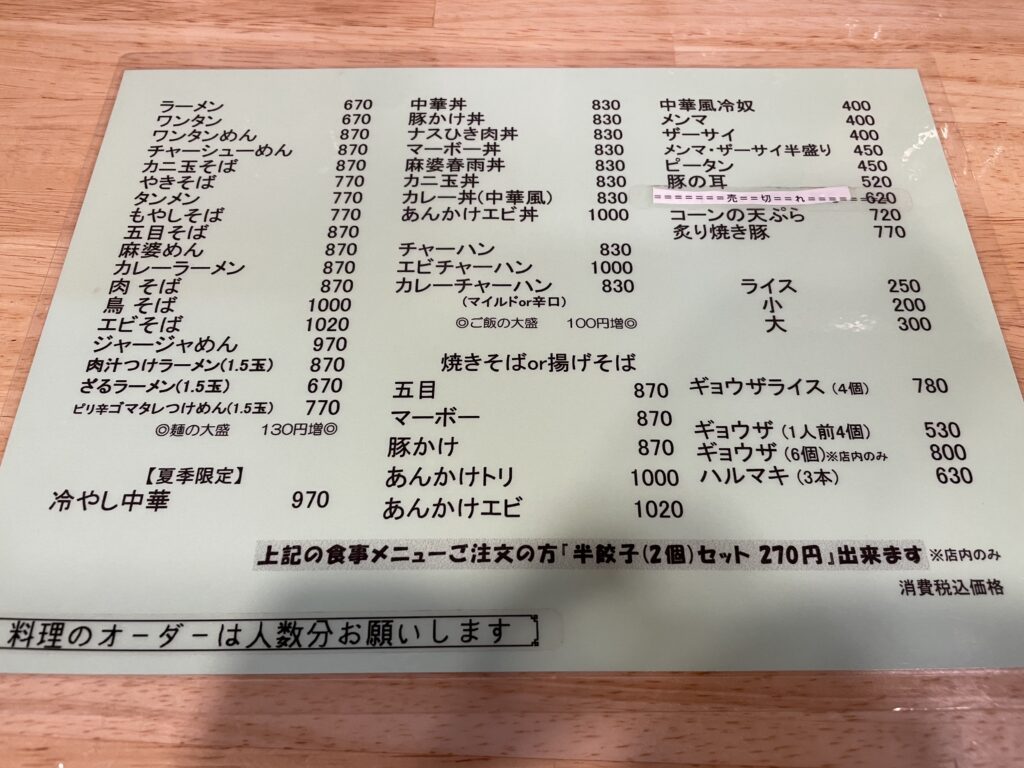 ラーメン 670
ワンタン 670
ワンタンめん 870
チャーシューめん 870
カニ玉そば 870
やきそば 770
タンメン 770
もやしそば 770
五目そば 870
麻婆めん 870
カレーラーメン 870
肉 そば 870
鳥 そば 1000
エビそば 1020
ジャージャめん 970
肉汁つけラーメン(1.5玉) 870
ざるラーメン(1.5玉) 670
ピリ辛ゴマタレつけめん(1.5玉) 770
◎麺の大盛 130円増◎
【夏季限定】
冷やし中華 970
中華丼 830
豚かけ丼 830
ナスひき肉丼 830
マーボー丼 830
麻婆春雨丼 830
カニ玉丼 830
カレー丼(中華風) 830
あんかけエビ丼 1000
チャーハン 830
エビチャーハン 1000
カレーチャーハン 830
(マイルドor辛口)
◎ご飯の大盛 100円増◎
焼きそばor揚げそば
五目 870
マーボー 870
豚かけ 870
あんかけトリ 1000
あんかけエビ 1020
中華風冷奴 400
メンマ 400
ザーサイ 400
メンマ・ザーサイ半盛り 450
ピータン 450
豚の耳 520
=======売==切==れ======= 620
コーンの天ぷら 720
炙り焼き豚 770
ライス 250
小 200
大 300
ギョウザライス (4個) 780
ギョウザ (1人前4個) 530
ギョウザ (6個)※店内のみ 800
ハルマキ (3本) 630
上記の食事メニューご注文の方「半餃子(2個)セット 270円」出来ます ※店内のみ
消費税込価格
料理のオーダーは人数分お願いします